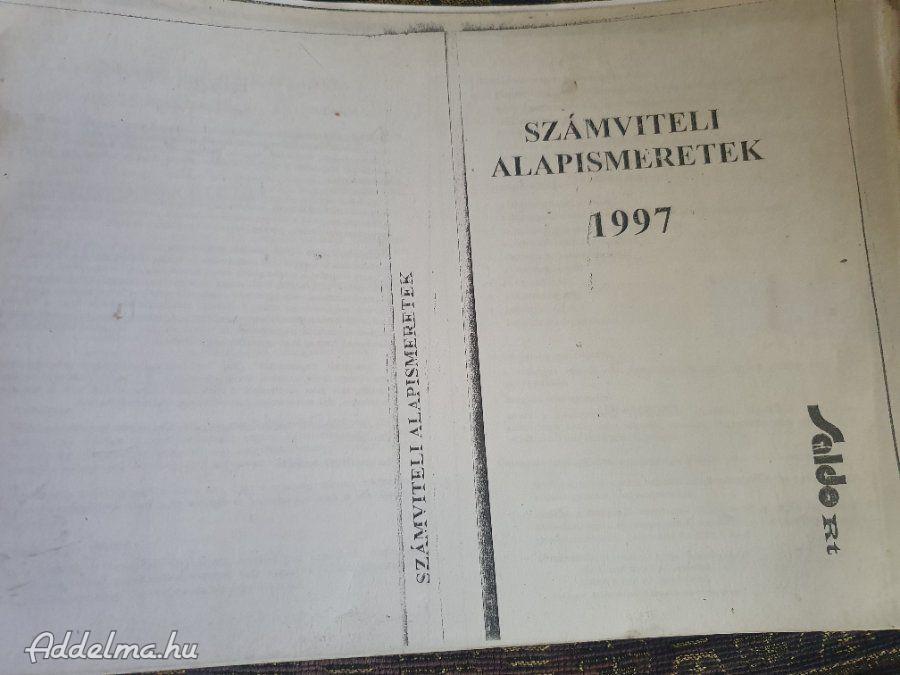 SZÁMVITELI
ALAPISMERETEK
1997
SZÁMVITELI ALAPISMERETEK
Saldo Rt
Addelma.hu